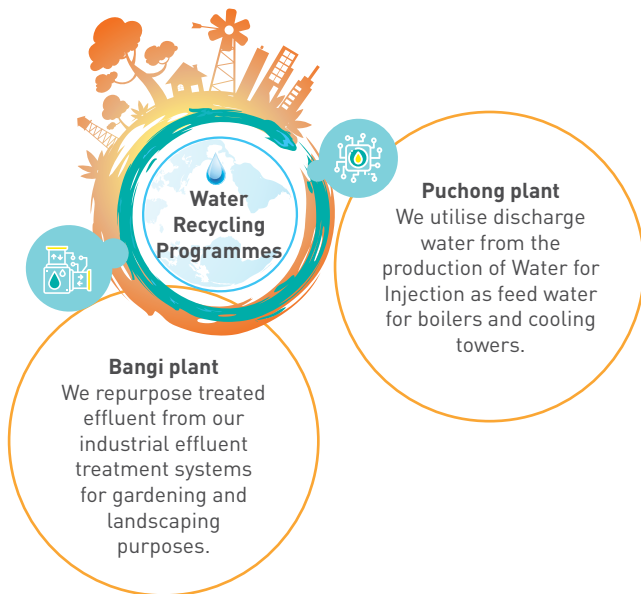 Water
Recycling
Programmes
Puchong plant
We utilise discharge
water from the
production of Water for
Injection as feed water
for boilers and cooling
towers.
Bangi plant
We repurpose treated
effluent from our
industrial effluent
treatment systems
for gardening and
landscaping
purposes.